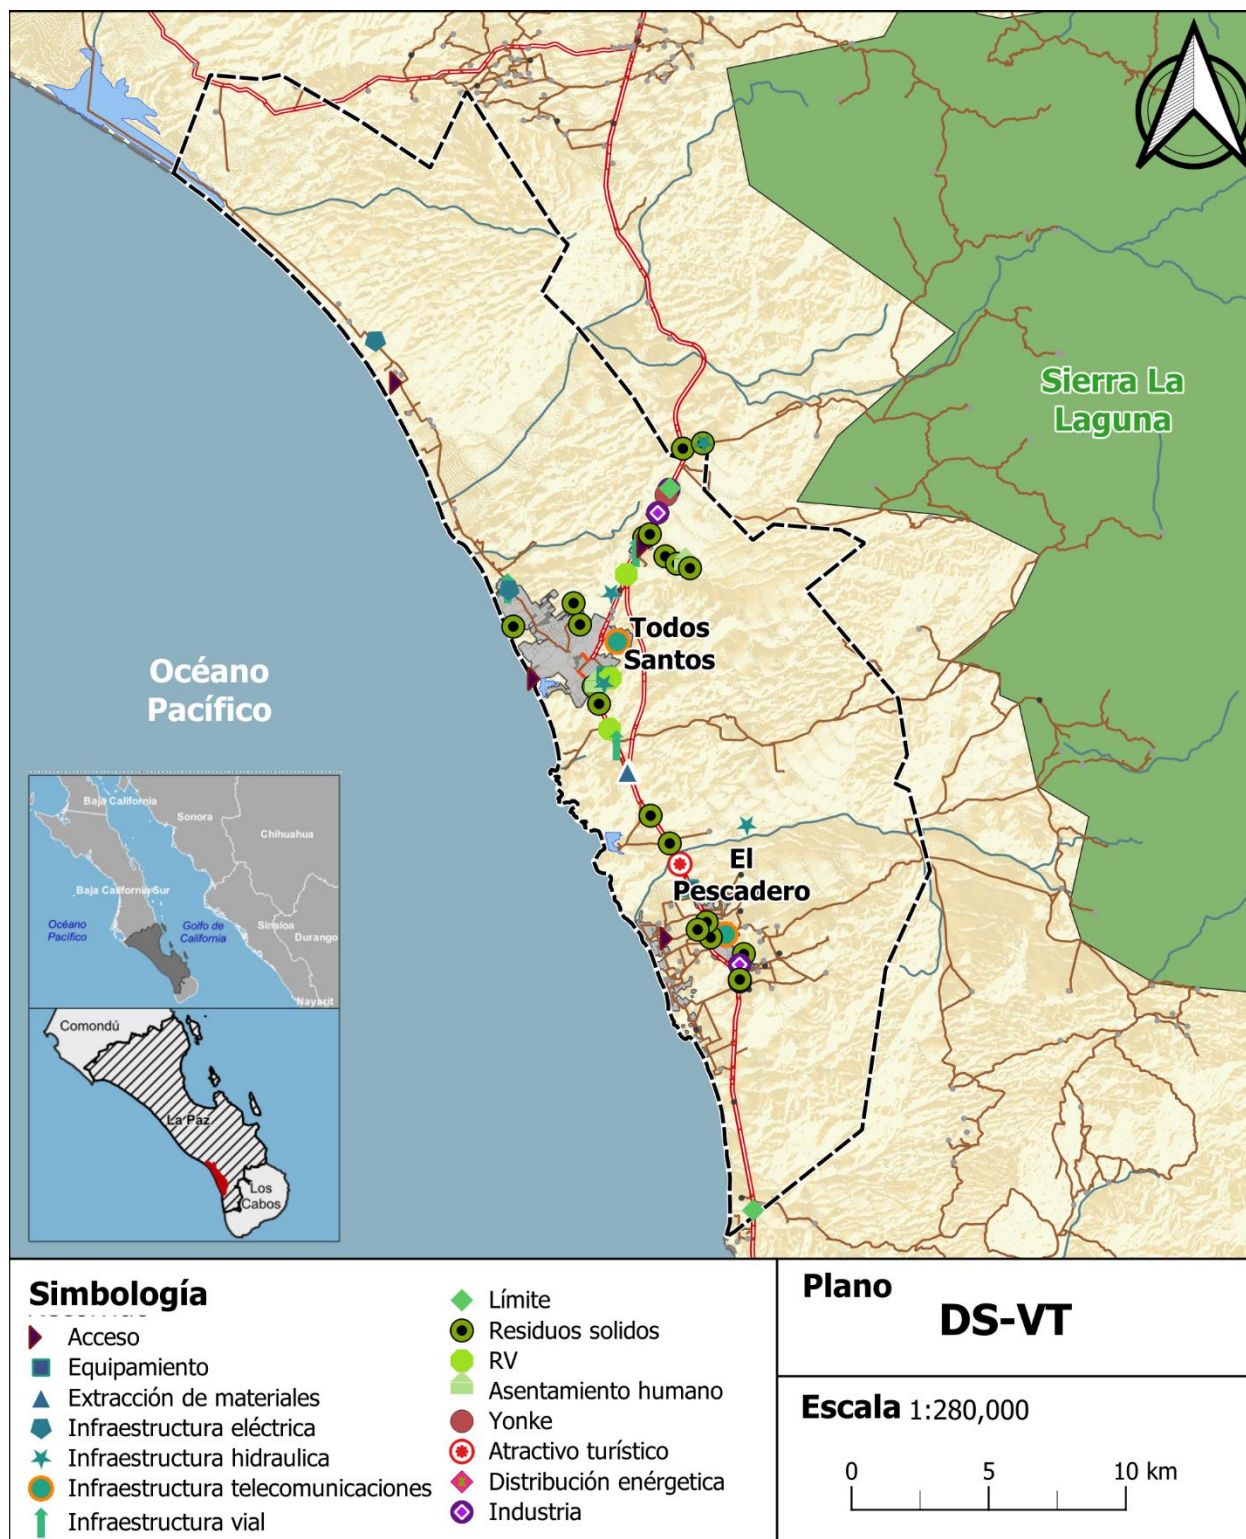 Sierra La
Laguna
Todos
Santos
Océano
Pacífico
El
Pescadero
Baja California
Sonora
Chihuahua
Baja California Sur
Océano
Pacífico
Golfo de
California
Sinaloa
Durango
Nayacit
Comondú
La Paz
Los
Cabos
Simbología
Acceso
Equipamiento
Extracción de materiales
Infraestructura eléctrica
Infraestructura hidraulica
Infraestructura telecomunicaciones
Infraestructura vial
Límite
Residuos solidos
RV
Asentamiento humano
Yonke
Atractivo turístico
Distribución enérgetica
Industria
Plano
DS-VT
Escala 1:280,000
0 5 10 km